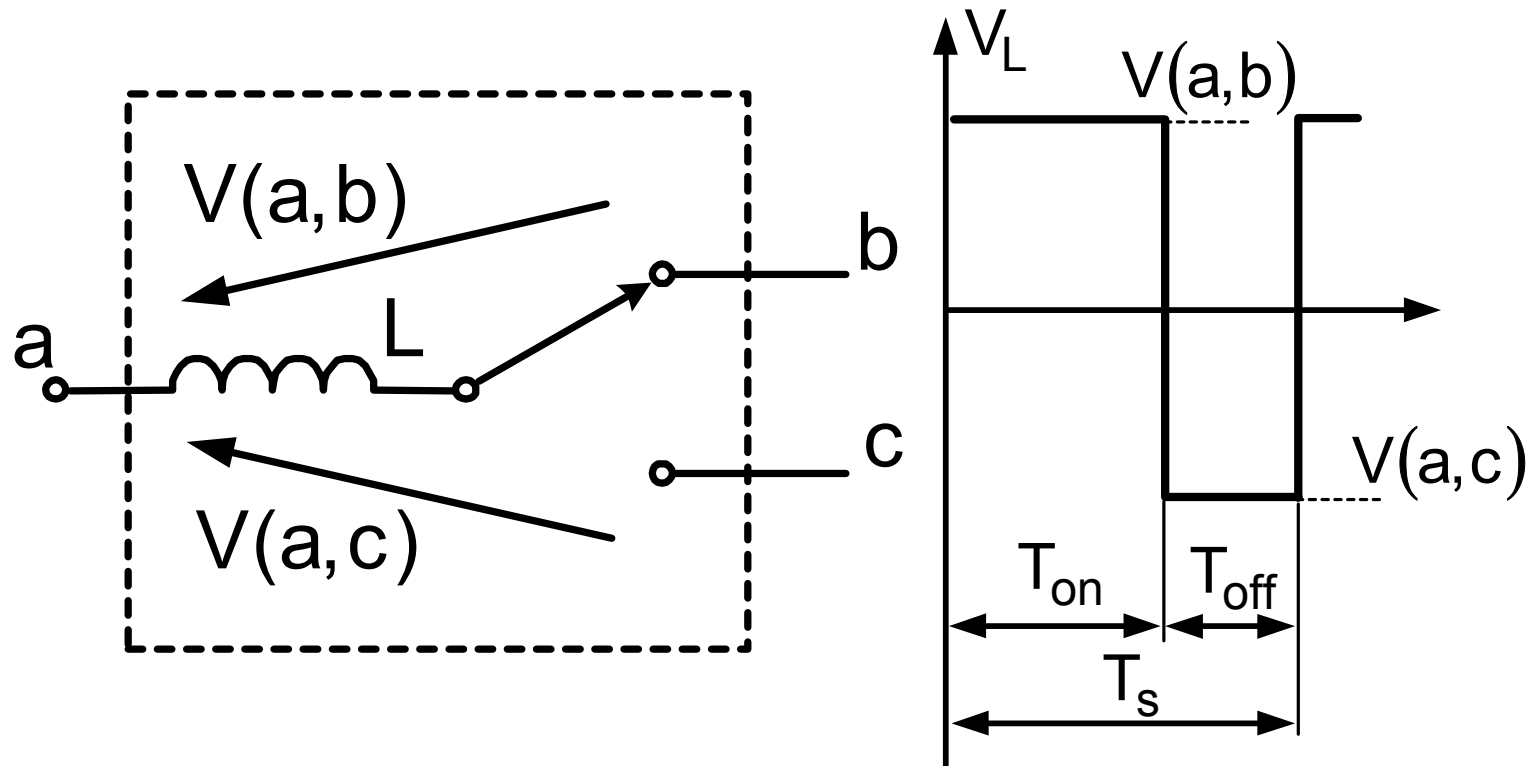 V(a,b)
a
L
b
c
V(a,c)
V_L
V(a,b)
V(a,c)
T_on
T_off
T_s